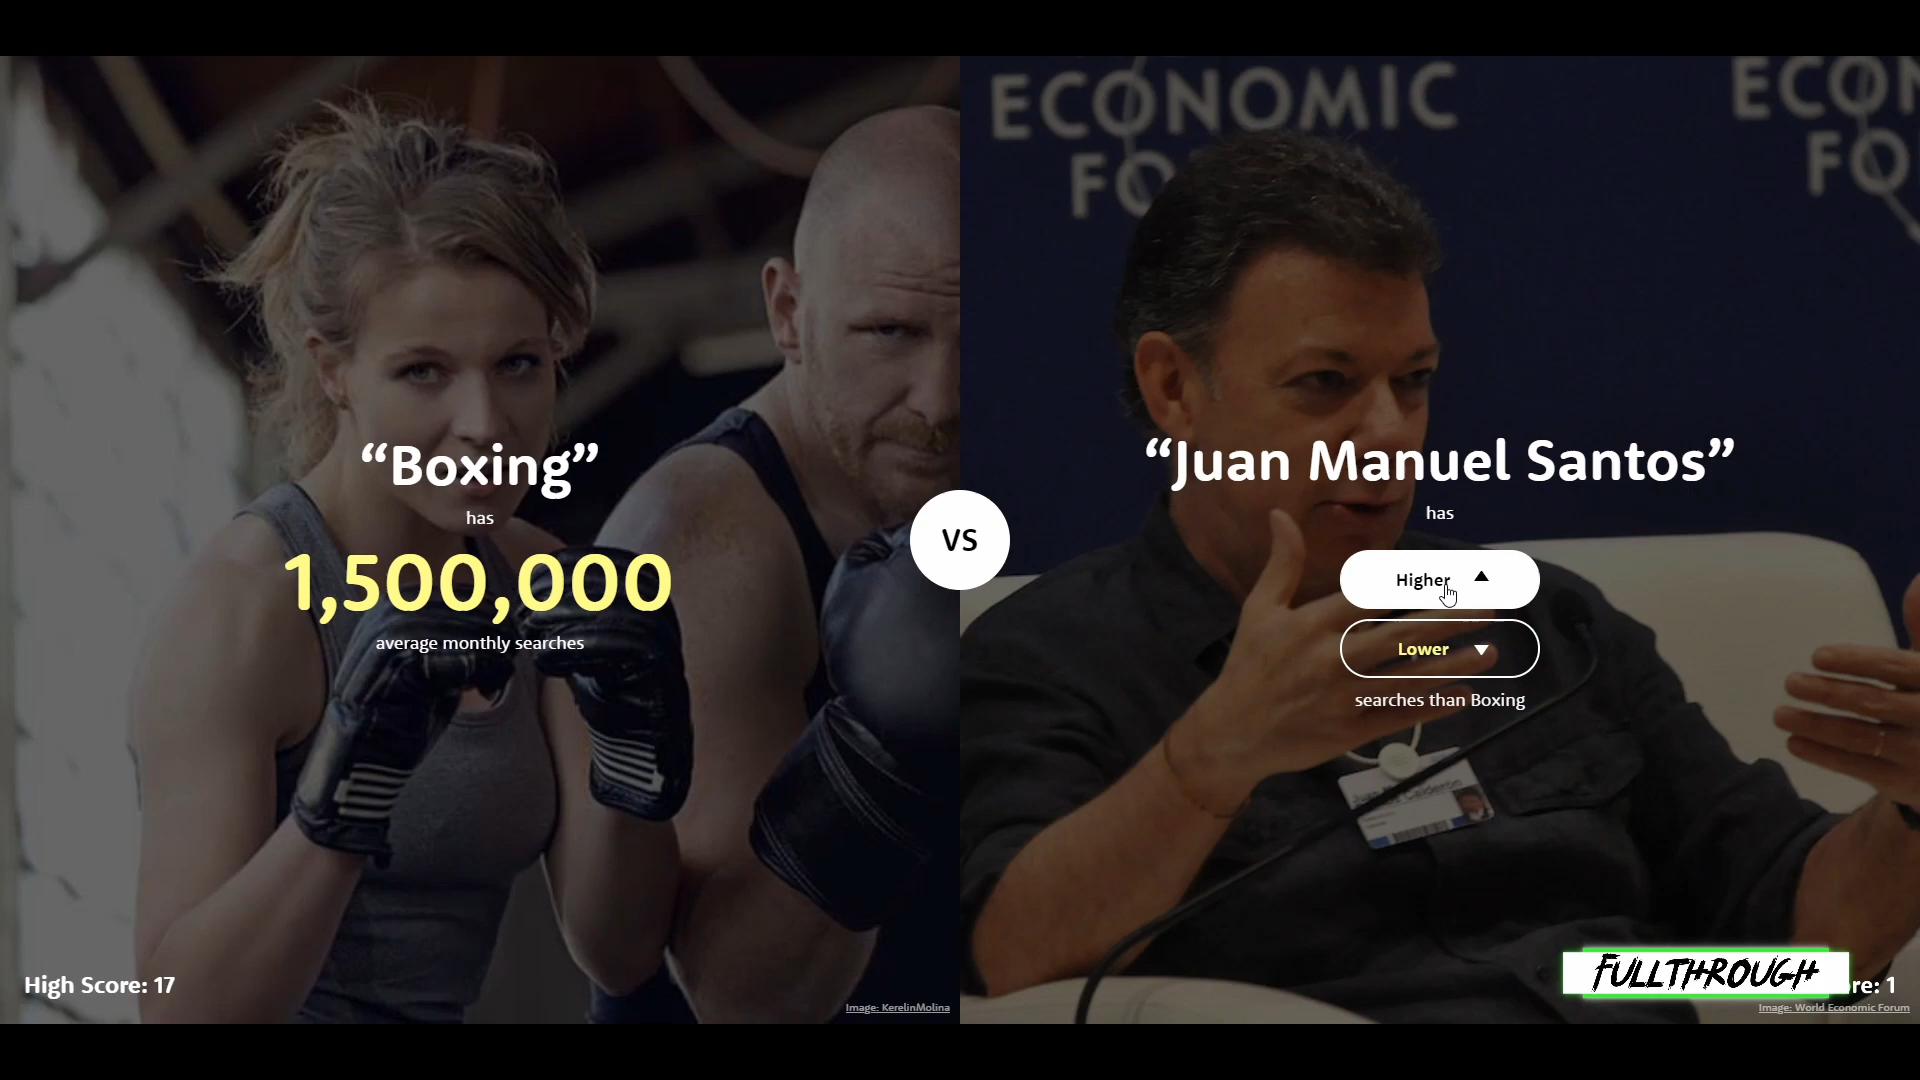 ECONOMIC
ECON
FO
FO
“Boxing”
has
1,500,000
average monthly searches
VS
“Juan Manuel Santos”
has
Higher
Lower
searches than Boxing
High Score: 17
Image: KerelinMolina
FULLTHROUGH
re: 1
Image: World Economic Forum